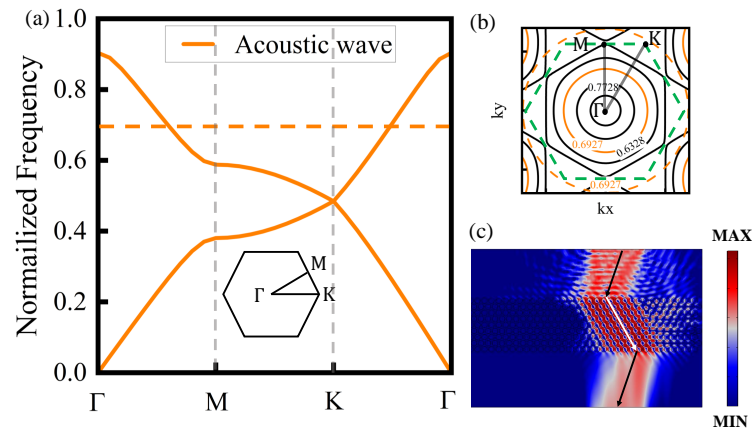 (a)
Acoustic wave
1.0
0.8
0.6
0.4
0.2
0.0
Normailized Frequency
Γ
M
K
Γ
M
Γ
K
(b)
M
K
0.7728
Γ
0.6328
0.6927
0.6927
ky
kx
(c)
MAX
MIN